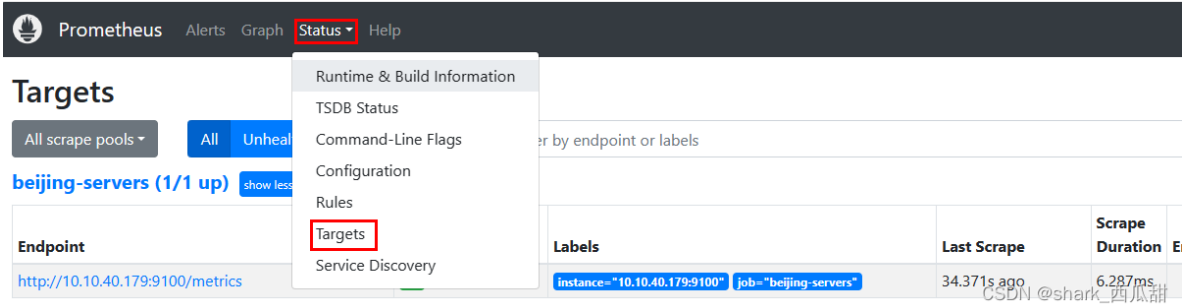 Prometheus Alerts Graph Status Help
Targets
Runtime & Build Information
TSDB Status
All scrape pools All
Command-Line Flags
er by endpoint or labels
Configuration
beijing-servers (1/1 up) show less
Rules
Targets
Service Discovery
Endpoint Labels Last Scrape Scrape Duration
http://10.10.40.179:9100/metrics instance="10.10.40.179:9100" job="beijing-servers" 34.371s ago 6.287ms
CSDN @shark_西瓜甜